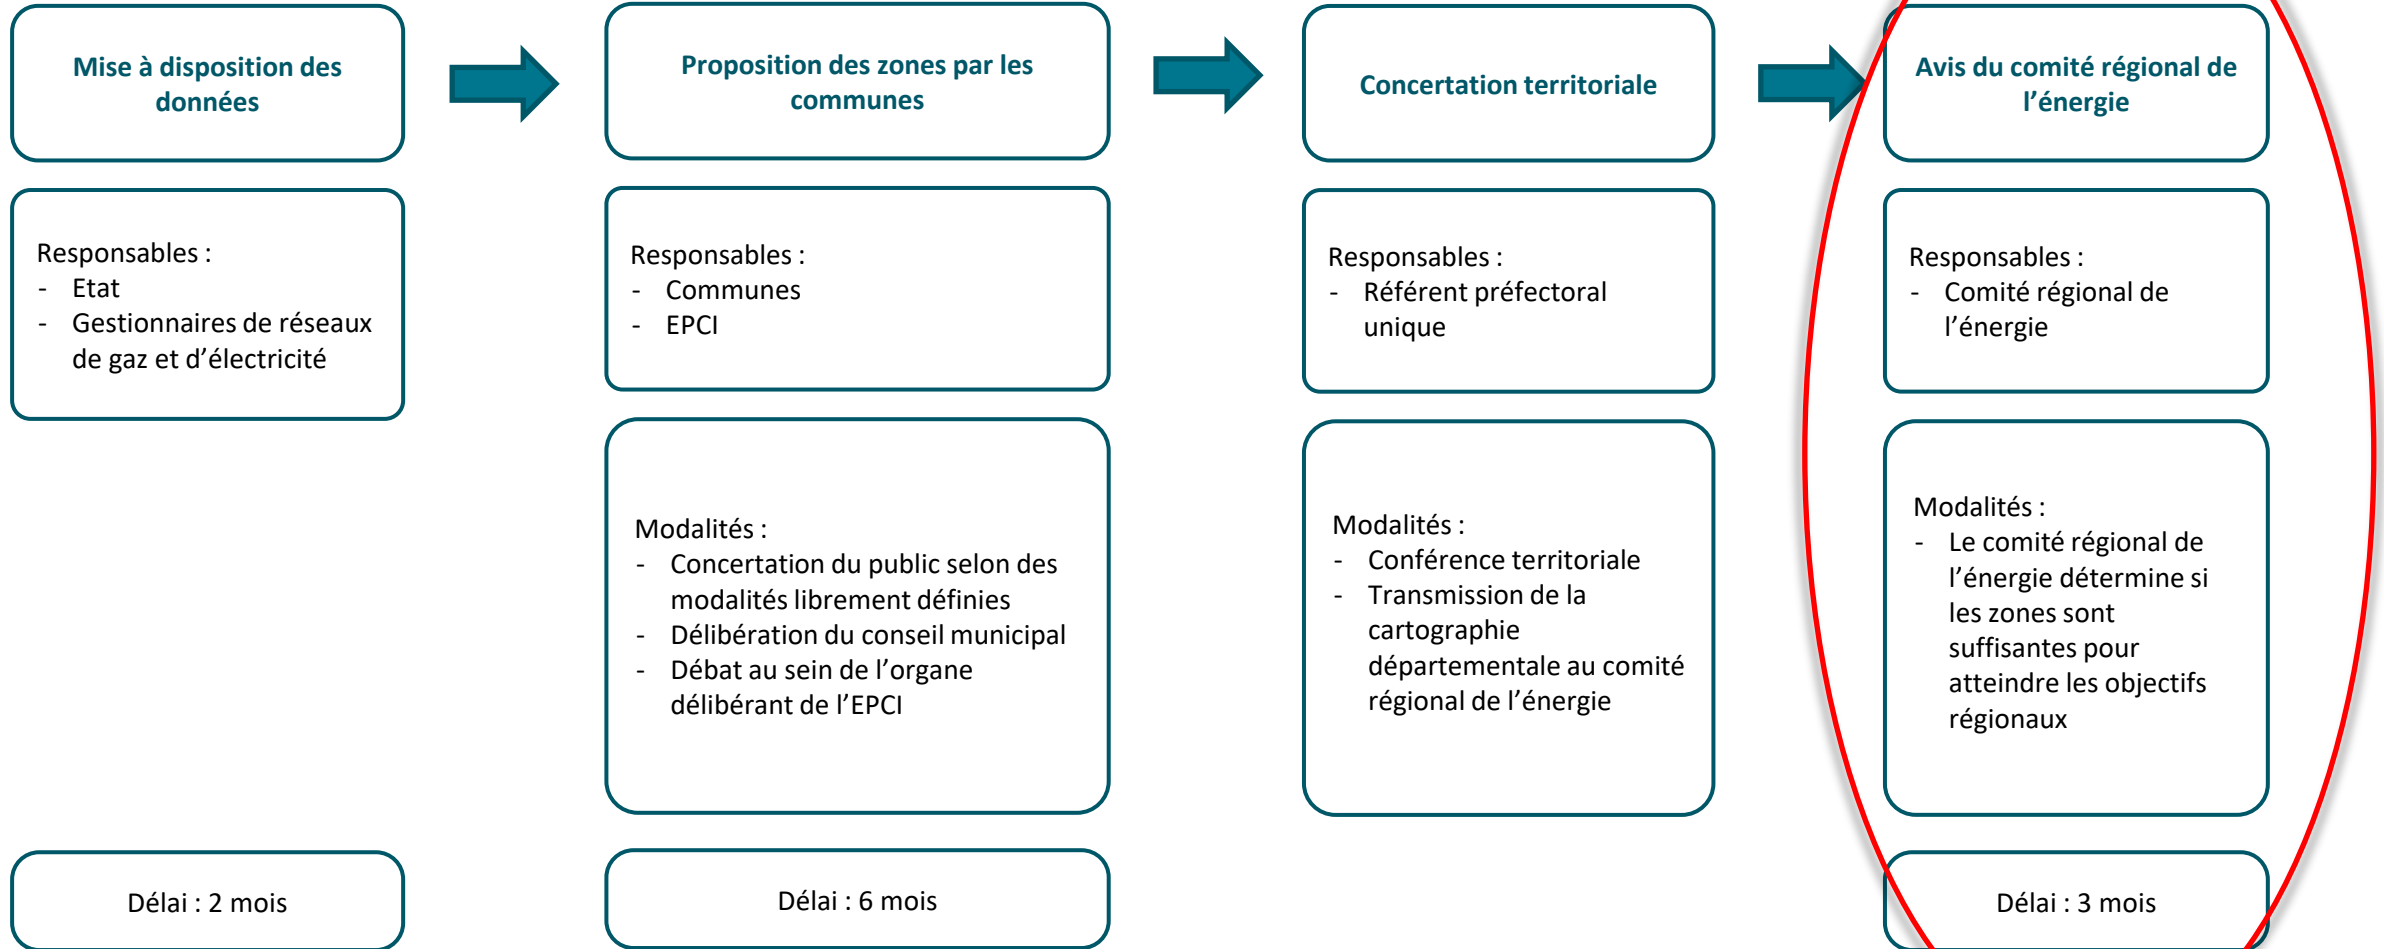 Mise à disposition des
données
Proposition des zones par les
communes
Concertation territoriale
Avis du comité régional de
l’énergie
Responsables :
- Etat
- Gestionnaires de réseaux
de gaz et d’électricité
Responsables :
- Communes
- EPCI
Responsables :
- Référent préfectoral
unique
Responsables :
- Comité régional de
l’énergie
Modalités :
- Concertation du public selon des
modalités librement définies
- Délibération du conseil municipal
- Débat au sein de l’organe
délibérant de l’EPCI
Modalités :
- Conférence territoriale
- Transmission de la
cartographie
départementale au comité
régional de l’énergie
Modalités :
- Le comité régional de
l’énergie détermine si
les zones sont
suffisantes pour
atteindre les objectifs
régionaux
Délai : 2 mois
Délai : 6 mois
Délai : 3 mois